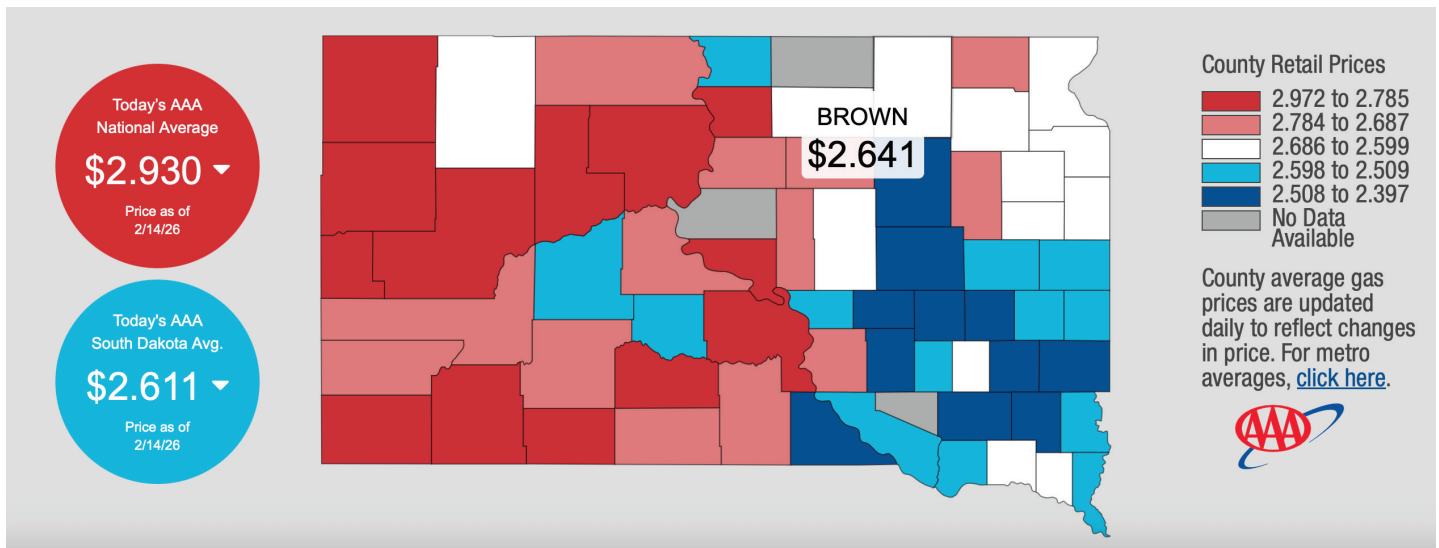 Today's AAA
National Average
$2.930
Price as of
2/14/26
Today's AAA
South Dakota Avg.
$2.611
Price as of
2/14/26
BROWN
$2.641
County Retail Prices
2.972 to 2.785
2.784 to 2.687
2.686 to 2.599
2.598 to 2.509
2.508 to 2.397
No Data
Available
County average gas
prices are updated
daily to reflect changes
in price. For metro
averages, click here.
AAA